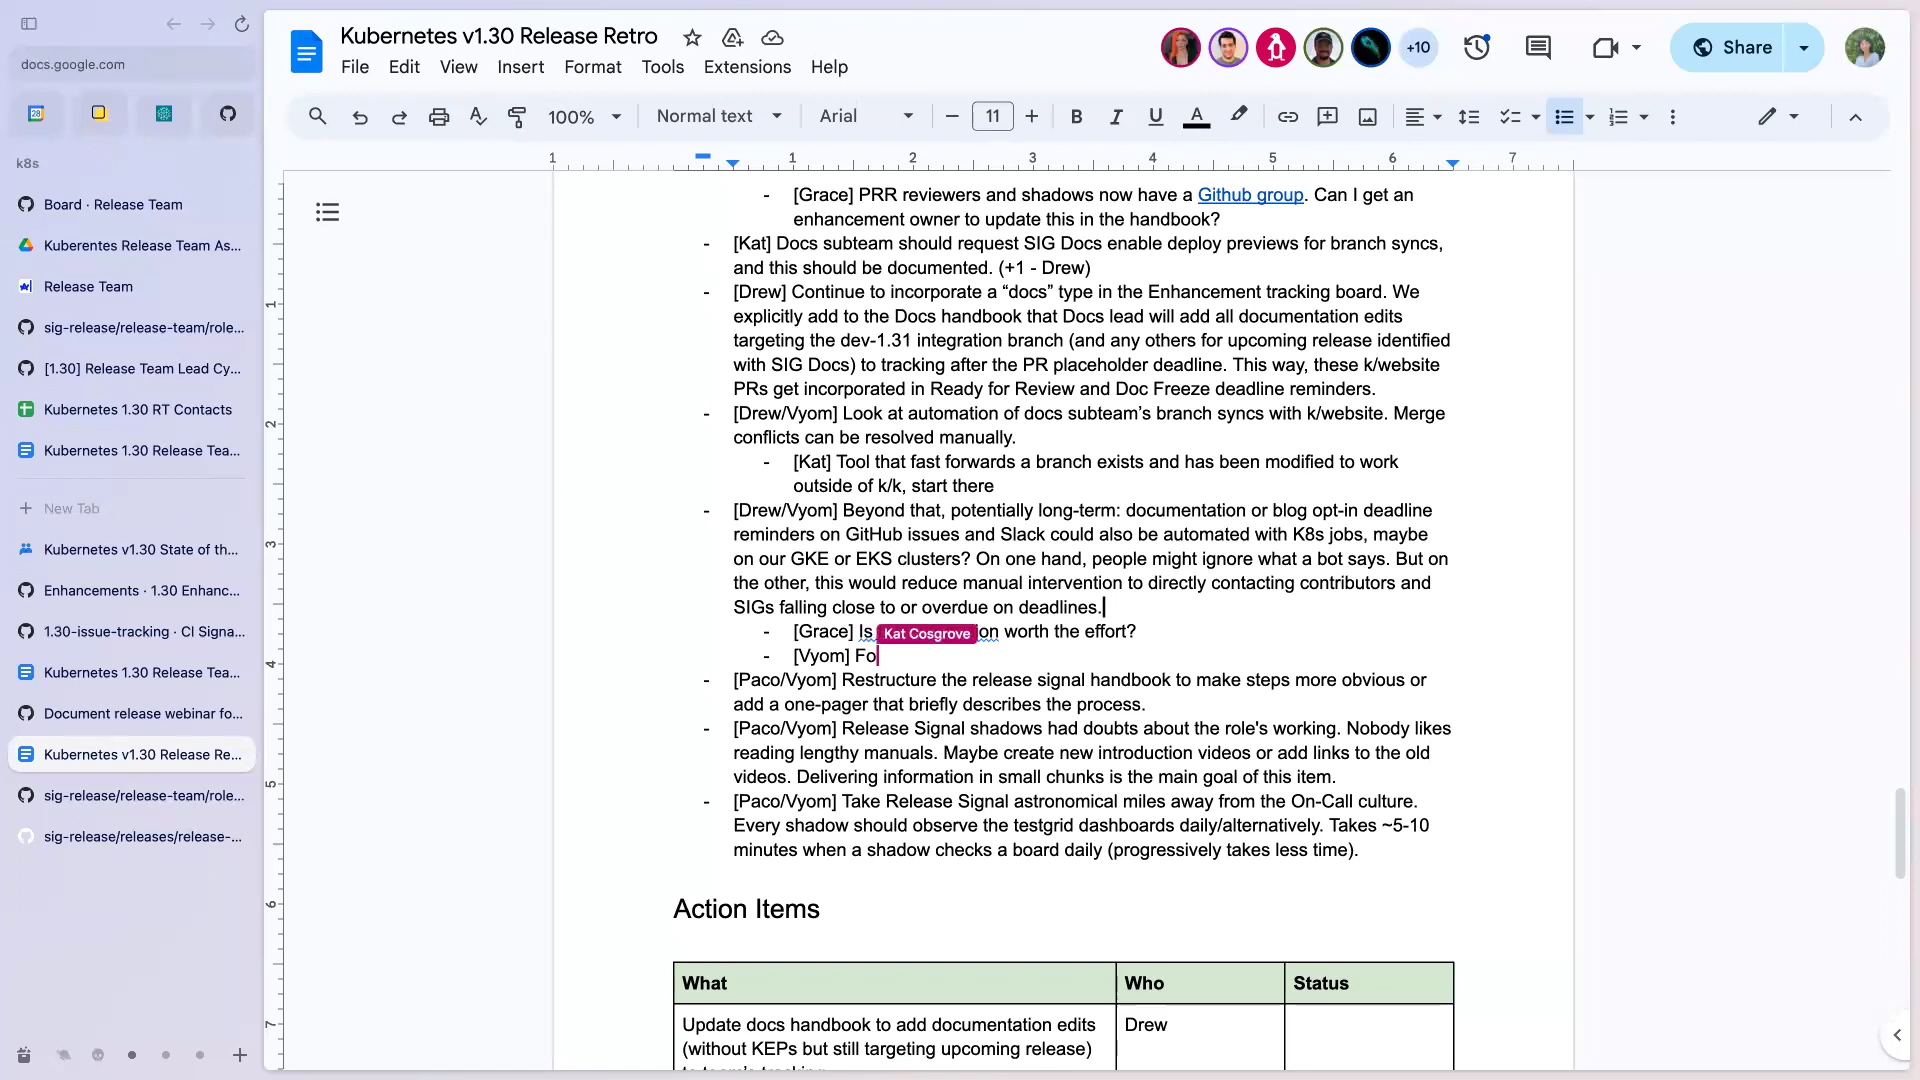 docs.google.com
28
k8s
Board · Release Team
Kuberentes Release Team As...
Release Team
sig-release/release-team/role...
[1.30] Release Team Lead Cy...
Kubernetes 1.30 RT Contacts
Kubernetes 1.30 Release Tea...
New Tab
Kubernetes v1.30 State of th...
Enhancements · 1.30 Enhanc...
1.30-issue-tracking · CI Signa...
Kubernetes 1.30 Release Tea...
Document release webinar fo...
Kubernetes v1.30 Release Re...
sig-release/release-team/role...
sig-release/releases/release-...
Kubernetes v1.30 Release Retro
File Edit View Insert Format Tools Extensions Help
+10
Share
100% Normal text Arial 11 B I U A
1 1 2 3 4 5 6 7
1
2
3
4
5
6
7
- [Grace] PRR reviewers and shadows now have a Github group. Can I get an
enhancement owner to update this in the handbook?
- [Kat] Docs subteam should request SIG Docs enable deploy previews for branch syncs,
and this should be documented. (+1 - Drew)
- [Drew] Continue to incorporate a “docs” type in the Enhancement tracking board. We
explicitly add to the Docs handbook that Docs lead will add all documentation edits
targeting the dev-1.31 integration branch (and any others for upcoming release identified
with SIG Docs) to tracking after the PR placeholder deadline. This way, these k/website
PRs get incorporated in Ready for Review and Doc Freeze deadline reminders.
- [Drew/Vyom] Look at automation of docs subteam’s branch syncs with k/website. Merge
conflicts can be resolved manually.
- [Kat] Tool that fast forwards a branch exists and has been modified to work
outside of k/k, start there
- [Drew/Vyom] Beyond that, potentially long-term: documentation or blog opt-in deadline
reminders on GitHub issues and Slack could also be automated with K8s jobs, maybe
on our GKE or EKS clusters? On one hand, people might ignore what a bot says. But on
the other, this would reduce manual intervention to directly contacting contributors and
SIGs falling close to or overdue on deadlines.
- [Grace] Is Kat Cosgrove ion worth the effort?
- [Vyom] Fo
- [Paco/Vyom] Restructure the release signal handbook to make steps more obvious or
add a one-pager that briefly describes the process.
- [Paco/Vyom] Release Signal shadows had doubts about the role's working. Nobody likes
reading lengthy manuals. Maybe create new introduction videos or add links to the old
videos. Delivering information in small chunks is the main goal of this item.
- [Paco/Vyom] Take Release Signal astronomical miles away from the On-Call culture.
Every shadow should observe the testgrid dashboards daily/alternatively. Takes ~5-10
minutes when a shadow checks a board daily (progressively takes less time).
Action Items
What Who Status
Update docs handbook to add documentation edits Drew
(without KEPs but still targeting upcoming release)